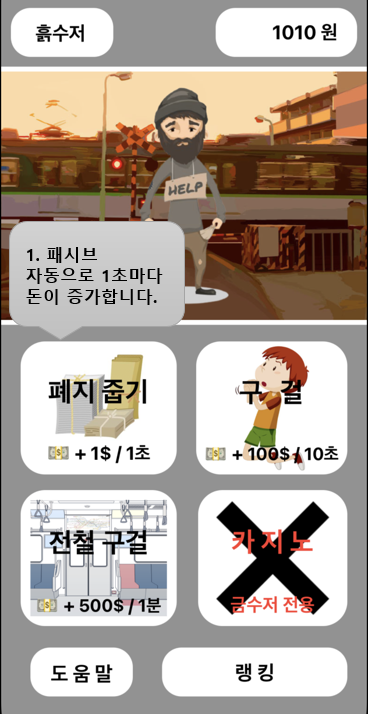 흙수저
1010 원
HELP
1. 패시브
자동으로 1초마다
돈이 증가합니다.
폐지 줍기
+ 1$ / 1초
구 걸
+ 100$ / 10초
전철 구걸
+ 500$ / 1분
카 지 노
금수저 전용
도 움 말
랭 킹